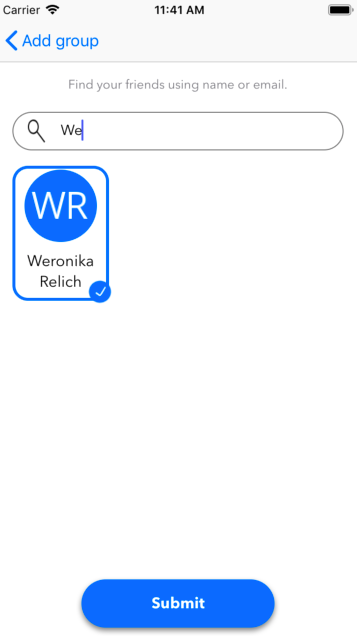 Carrier 11:41 AM
Add group
Find your friends using name or email.
We
WR
Weronika
Relich
Submit